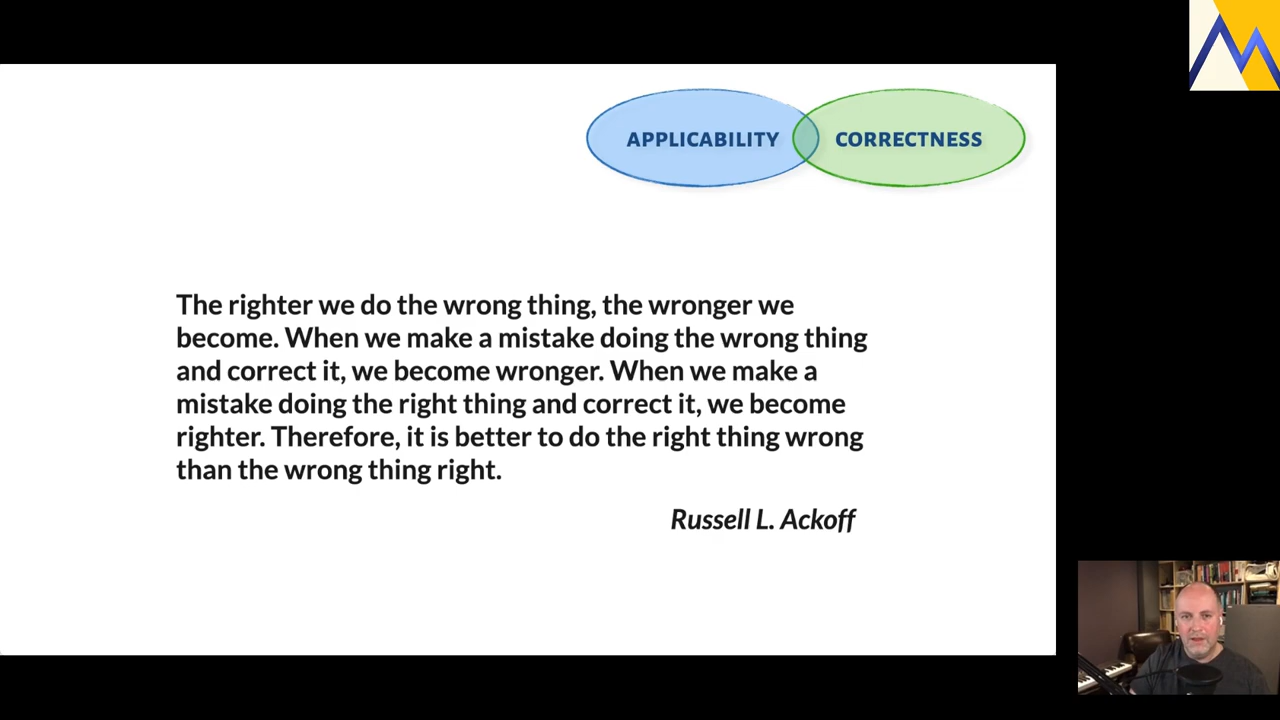 APPLICABILITY CORRECTNESS
The righter we do the wrong thing, the wronger we
become. When we make a mistake doing the wrong thing
and correct it, we become wronger. When we make a
mistake doing the right thing and correct it, we become
righter. Therefore, it is better to do the right thing wrong
than the wrong thing right.
Russell L. Ackoff